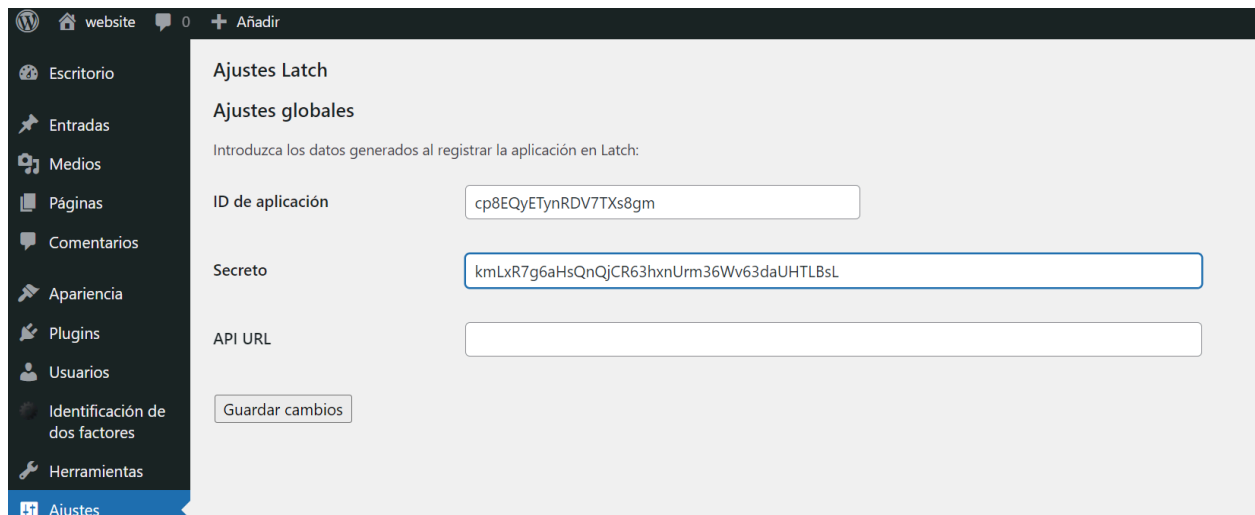 website 0 Añadir
Escritorio
Entradas
Medios
Páginas
Comentarios
Apariencia
Plugins
Usuarios
Identificación de
dos factores
Herramientas
Ajustes
Ajustes Latch
Ajustes globales
Introduzca los datos generados al registrar la aplicación en Latch:
ID de aplicación
cp8EQyETynRDV7TXs8gm
Secreto
kmLxR7g6aHsQnQjCR63hxnUrm36Wv63daUHTLBsL
API URL
Guardar cambios